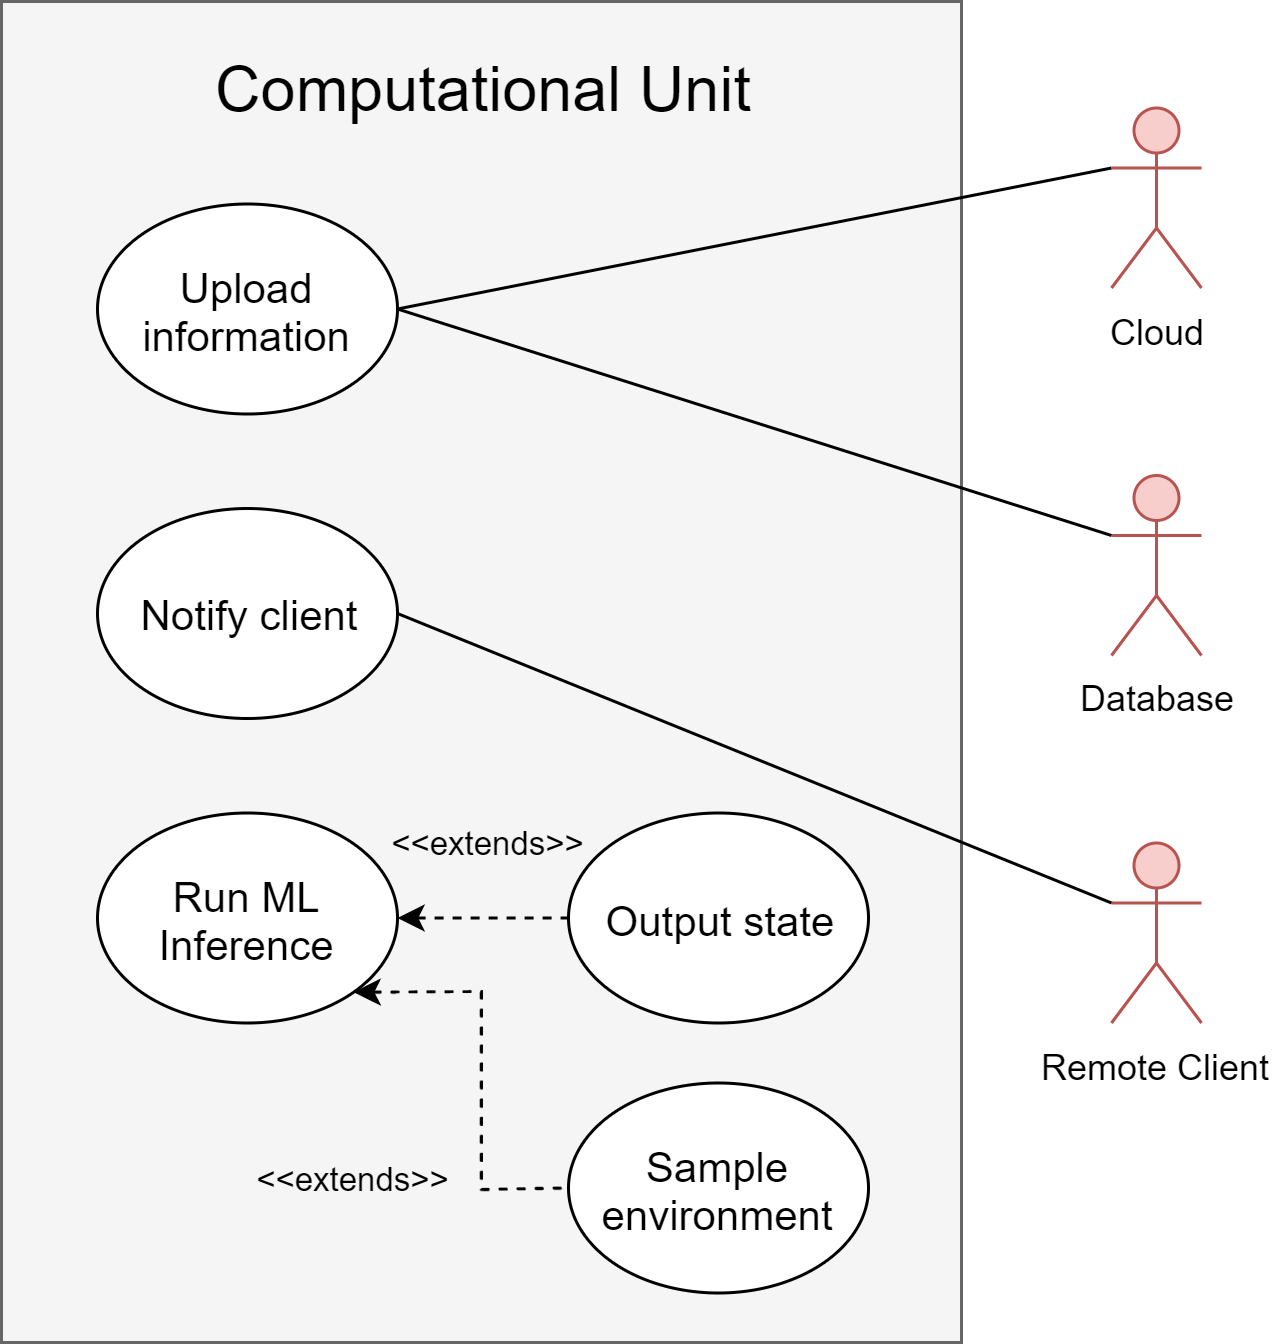 Computational Unit
Upload
information
Cloud
Notify client
Database
<<extends>>
Run ML
Inference
Output state
Remote Client
<<extends>>
Sample
environment